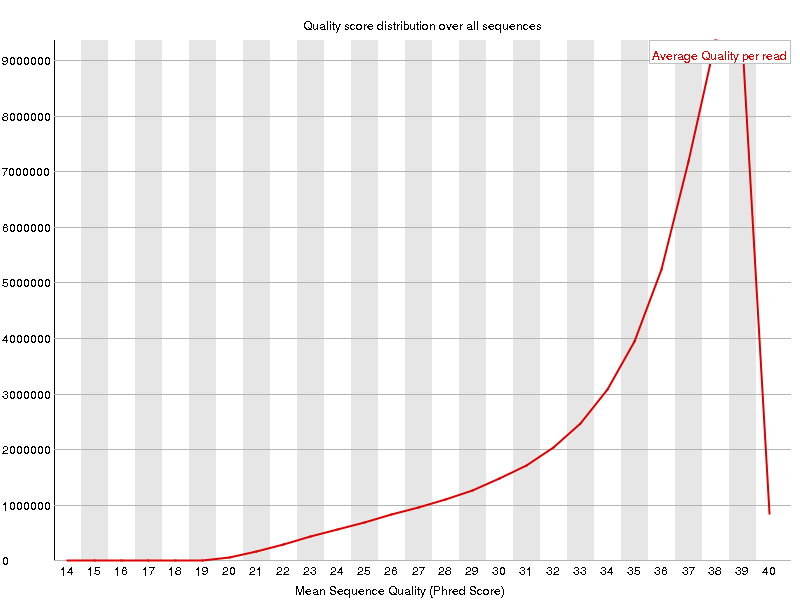 Quality score distribution over all sequences
Average Quality per read
9000000
8000000
7000000
6000000
5000000
4000000
3000000
2000000
1000000
0
14 15 16 17 18 19 20 21 22 23 24 25 26 27 28 29 30 31 32 33 34 35 36 37 38 39 40
Mean Sequence Quality (Phred Score)